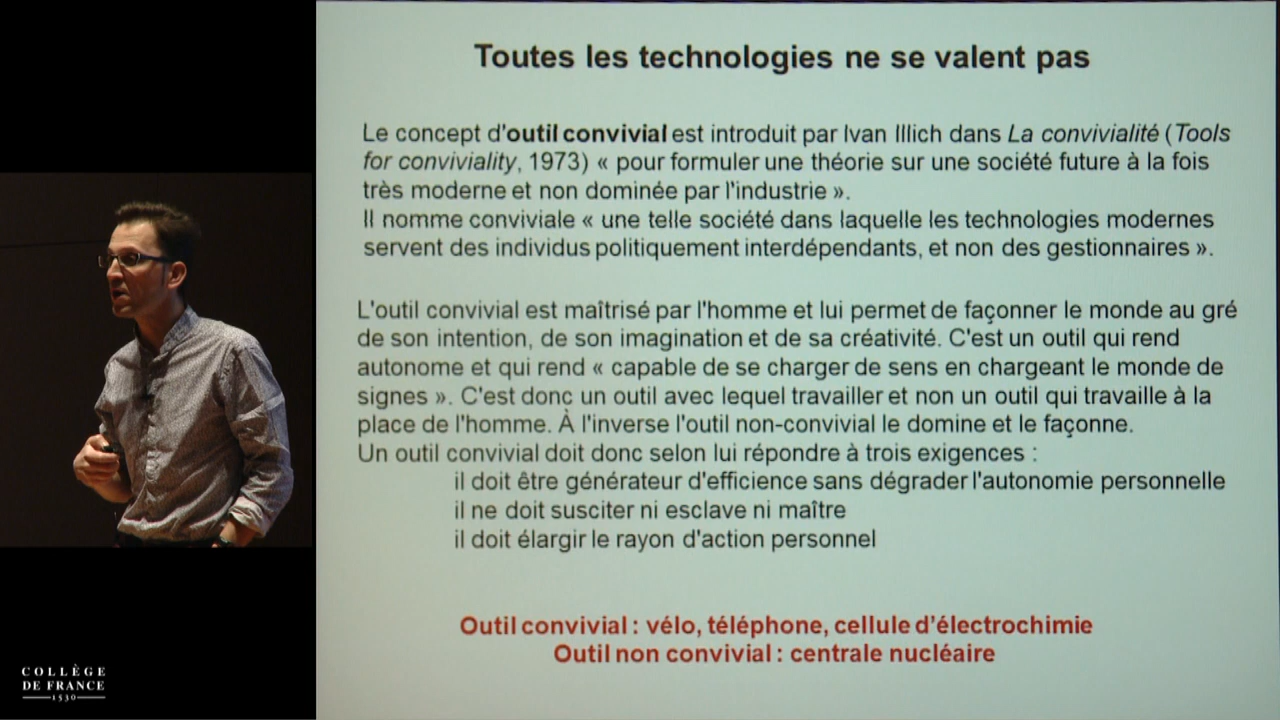 Toutes les technologies ne se valent pas
Le concept d'outil convivial est introduit par Ivan Illich dans La convivialité (Tools
for conviviality, 1973) « pour formuler une théorie sur une société future à la fois
très moderne et non dominée par l'industrie ».
Il nomme conviviale « une telle société dans laquelle les technologies modernes
servent des individus politiquement interdépendants, et non des gestionnaires ».
L'outil convivial est maîtrisé par l'homme et lui permet de façonner le monde au gré
de son intention, de son imagination et de sa créativité. C'est un outil qui rend
autonome et qui rend « capable de se charger de sens en chargeant le monde de
signes ». C'est donc un outil avec lequel travailler et non un outil qui travaille à la
place de l'homme. À l'inverse l'outil non-convivial le domine et le façonne.
Un outil convivial doit donc selon lui répondre à trois exigences :
il doit être générateur d'efficience sans dégrader l'autonomie personnelle
il ne doit susciter ni esclave ni maître
il doit élargir le rayon d'action personnel
Outil convivial : vélo, téléphone, cellule d’électrochimie
Outil non convivial : centrale nucléaire
COLLÈGE
DE FRANCE
1530